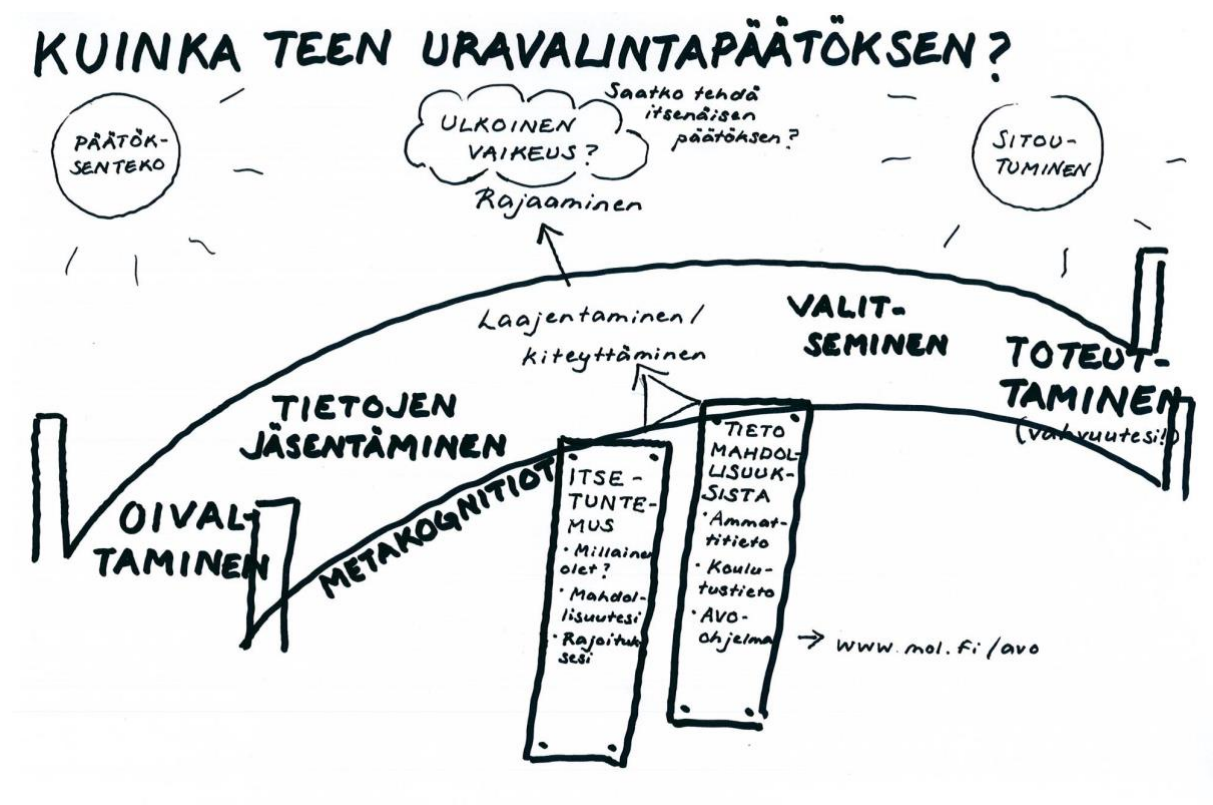 KUINKA TEEN URAVALINTAPÄÄTÖKSEN?
PÄÄTÖK-
SENTEKO
ULKOINEN
VAIKEUS?
Saatko tehdä
itsenäisen
päätöksen?
Rajaaminen
SITOU-
TUMINEN
Laajentaminen/
kiteyttäminen
VALIT-
SEMINEN
TOTEUT-
TAMINEN
(vahvuutesi!)
TIETOJEN
JÄSENTÄMINEN
OIVAL-
TAMINEN
METAKOGNITIOT
ITSE-
TUNTE-
MUS
• Millainen
olet?
• Mahdol-
lisuutesi
• Rajoituk-
sesi
TIETO
MAHDOL-
LISUUK-
SISTA
• Ammat-
titieto
• Koulu-
tustieto
• AVO-
ohjelma
→ www.mol.fi/avo